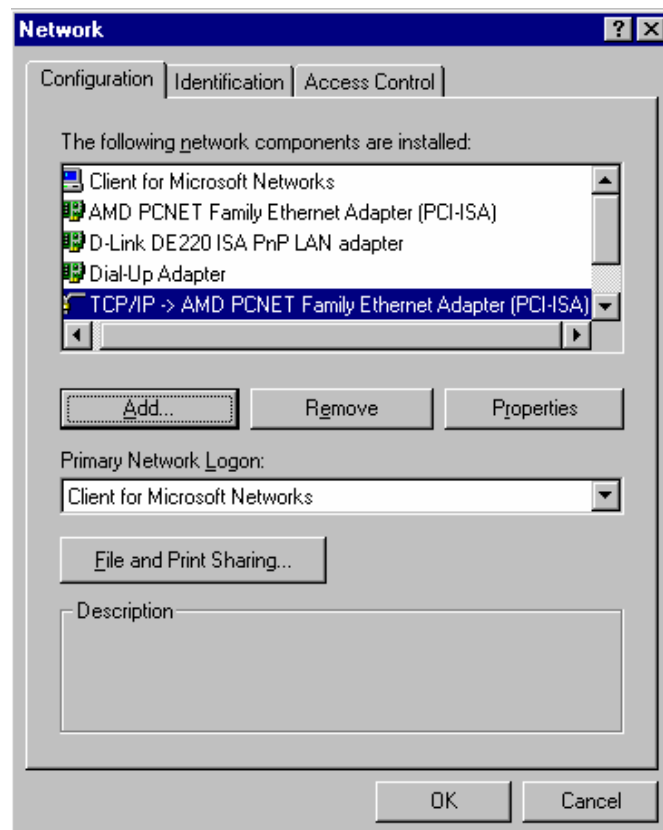 Network
Configuration Identification Access Control
The following network components are installed:
Client for Microsoft Networks
AMD PCNET Family Ethernet Adapter (PCI-ISA)
D-Link DE220 ISA PnP LAN adapter
Dial-Up Adapter
TCP/IP -> AMD PCNET Family Ethernet Adapter (PCI-ISA)
Add... Remove Properties
Primary Network Logon:
Client for Microsoft Networks
File and Print Sharing...
Description
OK Cancel